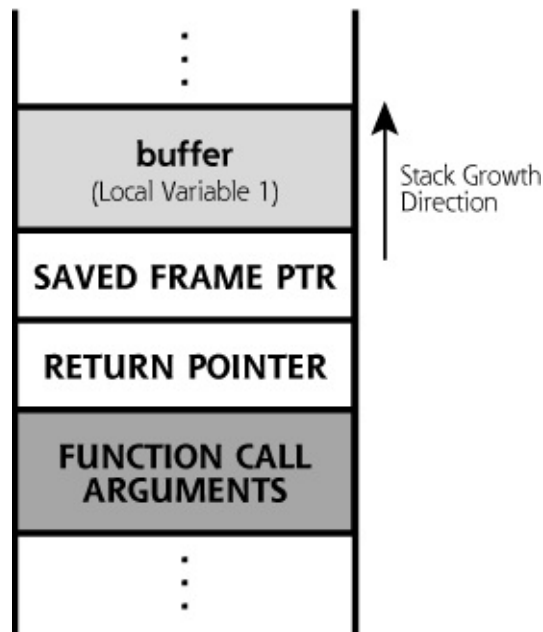 buffer
(Local Variable 1)
Stack Growth
Direction
SAVED FRAME PTR
RETURN POINTER
FUNCTION CALL
ARGUMENTS